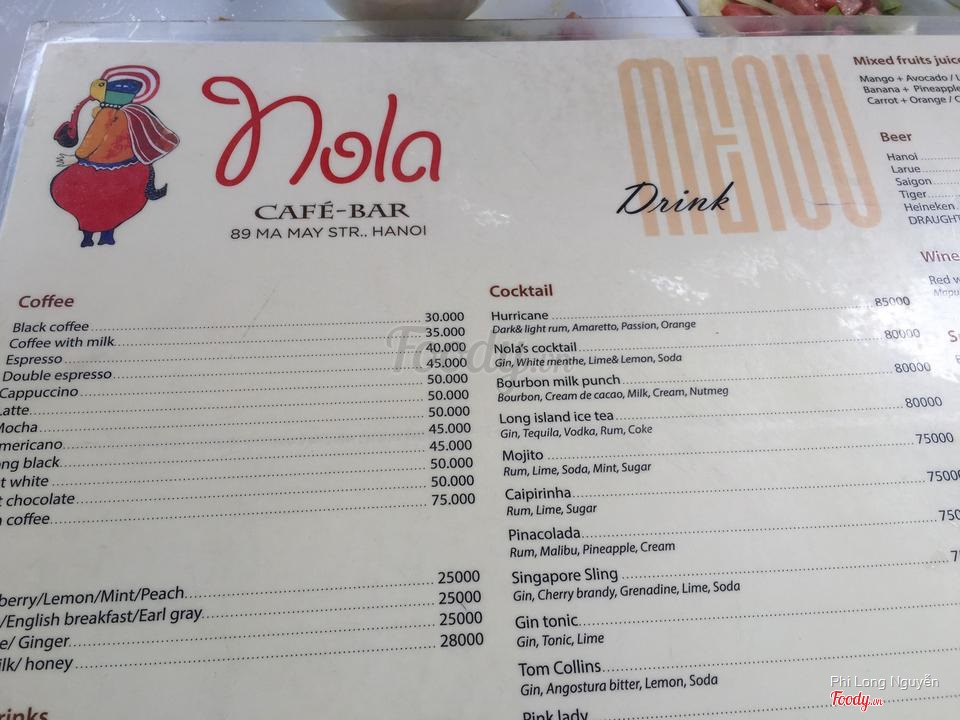 Nola
CAFÉ-BAR
89 MA MAY STR.. HANOI
MENU
Drink
Mixed fruits juice
Mango + Avocado /
Banana + Pineapple
Carrot + Orange /
Beer
Hanoi
Larue
Saigon
Tiger
Heineken
DRAUGHT
Wine
Red
Coffee
Black coffee 30.000
Coffee with milk 35.000
Espresso 40.000
Double espresso 45.000
Cappuccino 50.000
Latte 50.000
Mocha 50.000
mericano 45.000
ng black 45.000
t white 50.000
t chocolate 50.000
coffee 75.000
berry/Lemon/Mint/Peach 25000
/English breakfast/Earl gray 25000
e/ Ginger 25000
ilk/ honey 28000
rinks
Cocktail
Hurricane 85000
Dark& light rum, Amaretto, Passion, Orange
Nola's cocktail 80000
Gin, White menthe, Lime& Lemon, Soda
Bourbon milk punch 80000
Bourbon, Cream de cacao, Milk, Cream, Nutmeg
Long island ice tea 80000
Gin, Tequila, Vodka, Rum, Coke
Mojito 75000
Rum, Lime, Soda, Mint, Sugar
Caipirinha 75000
Rum, Lime, Sugar
Pinacolada 750
Rum, Malibu, Pineapple, Cream
Singapore Sling
Gin, Cherry brandy, Grenadine, Lime, Soda
Gin tonic
Gin, Tonic, Lime
Tom Collins
Gin, Angostura bitter, Lemon, Soda
Pink lady
Foody.vn
Phi Long Nguyễn
Foody.vn